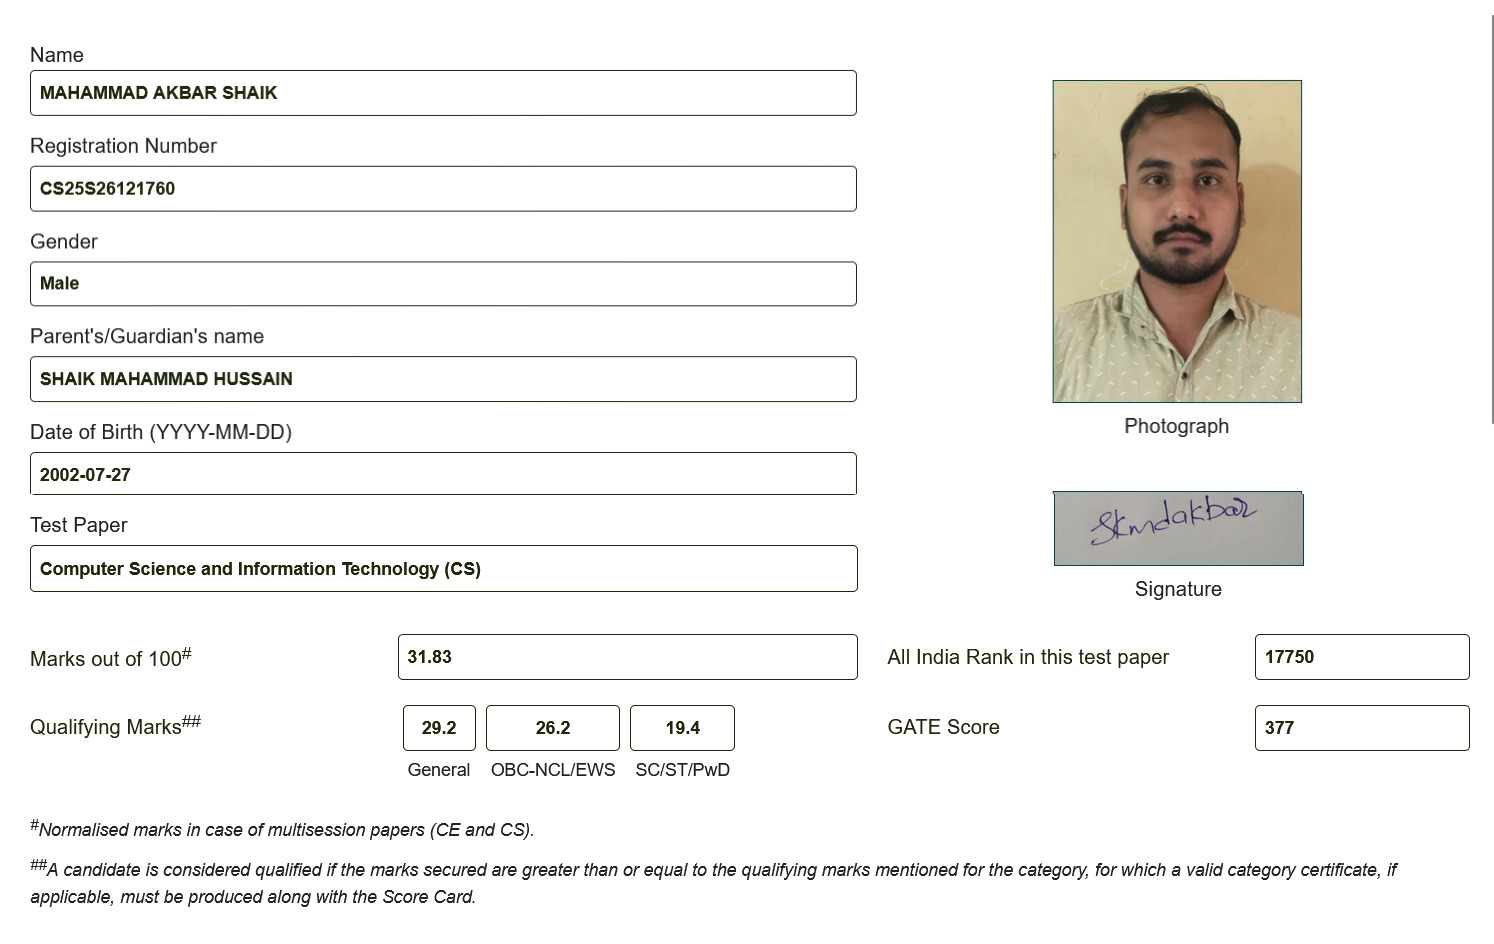 Name
MAHAMMAD AKBAR SHAIK
Registration Number
CS25S26121760
Gender
Male
Parent's/Guardian's name
SHAIK MAHAMMAD HUSSAIN
Date of Birth (YYYY-MM-DD)
2002-07-27
Test Paper
Computer Science and Information Technology (CS)
Photograph
Skmdakbar
Signature
Marks out of 100#
31.83
All India Rank in this test paper
17750
Qualifying Marks##
29.2 26.2 19.4
General OBC-NCL/EWS SC/ST/PwD
GATE Score
377
#Normalised marks in case of multisession papers (CE and CS).
##A candidate is considered qualified if the marks secured are greater than or equal to the qualifying marks mentioned for the category, for which a valid category certificate, if
applicable, must be produced along with the Score Card.